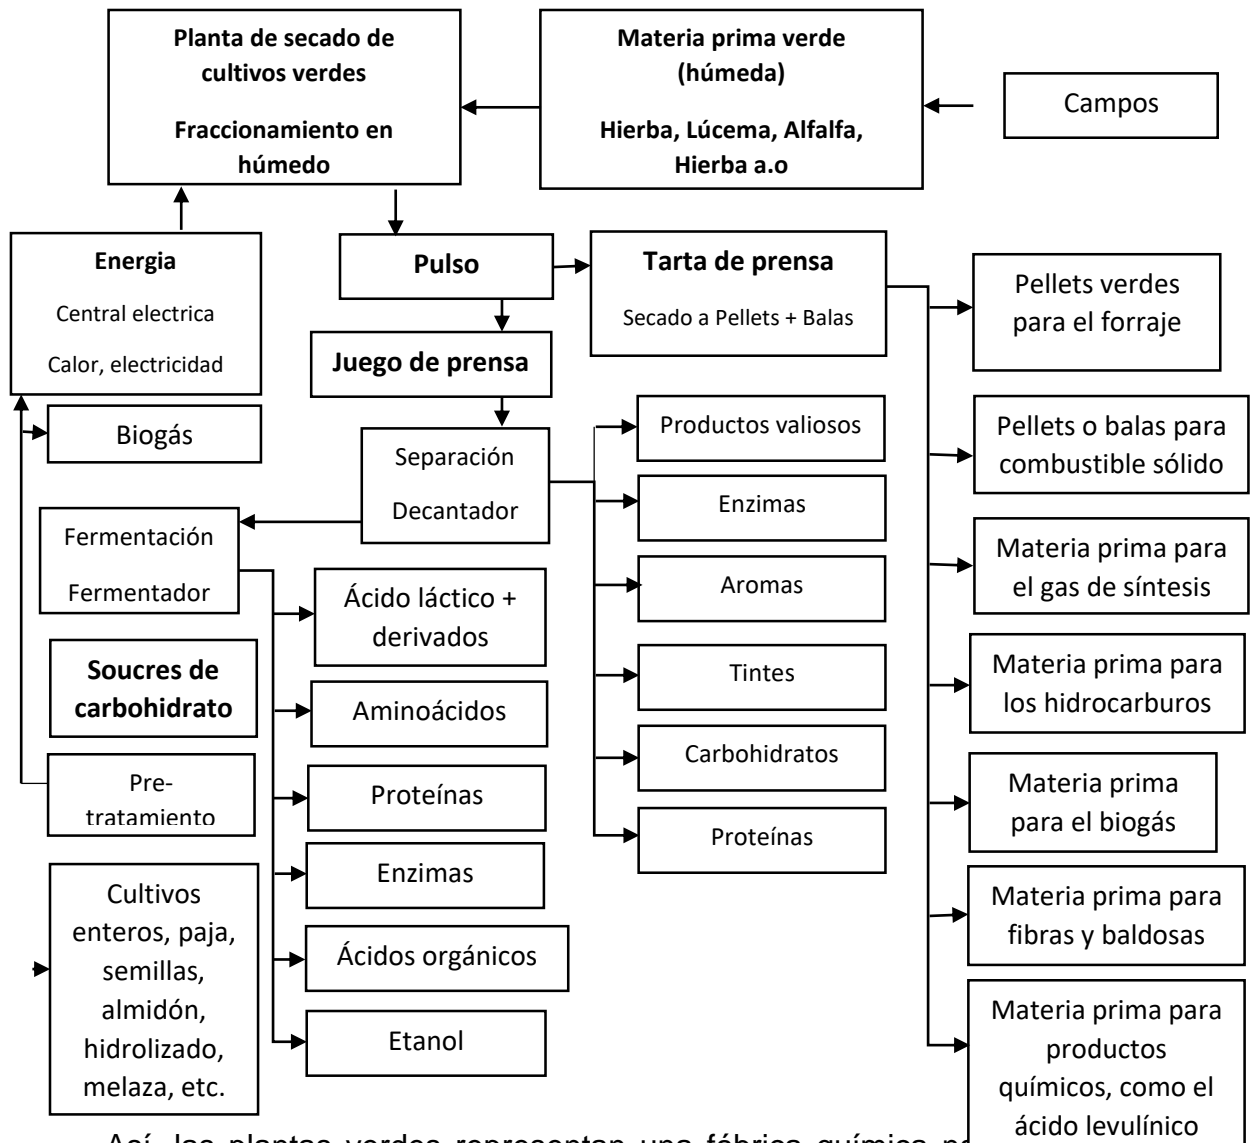 Planta de secado de
cultivos verdes
Fraccionamiento en
húmedo
Materia prima verde
(húmeda)
Hierba, Lúcema, Alfalfa,
Hierba a.o
Campos
Energia
Central electrica
Calor, electricidad
Pulso
Tarta de prensa
Secado a Pellets + Balas
Pellets verdes
para el forraje
Juego de prensa
Biogás
Separación
Decantador
Productos valiosos
Pellets o balas para
combustible sólido
Enzimas
Fermentación
Fermentador
Materia prima para
el gas de síntesis
Ácido láctico +
derivados
Aromas
Soucres de
carbohidrato
Tintes
Materia prima para
los hidrocarburos
Aminoácidos
Carbohidratos
Pre-
tratamiento
Proteínas
Materia prima
para el biogás
Proteínas
Enzimas
Cultivos
enteros, paja,
semillas,
almidón,
hidrolizado,
melaza, etc.
Materia prima para
fibras y baldosas
Ácidos orgánicos
Etanol
Materia prima para
productos
químicos, como el
ácido levulínico
Así, las plantas verdes representan una fábrica química